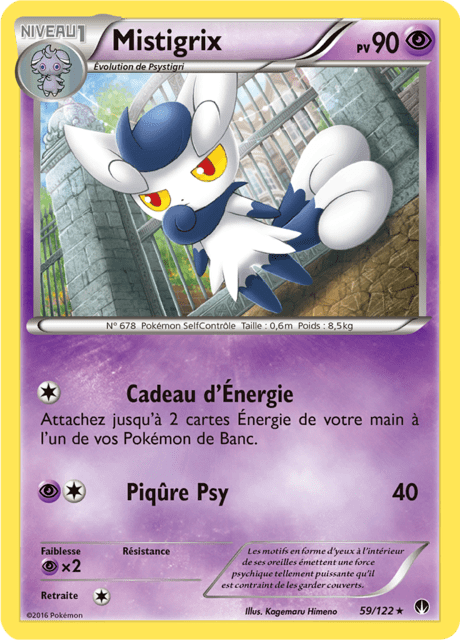 NIVEAU 1
Mistigrix
PV 90
Évolution de Psystigri
N° 678 Pokémon SelfContrôle Taille : 0,6m Poids : 8,5kg
Cadeau d'Énergie
Attachez jusqu'à 2 cartes Énergie de votre main à
l'un de vos Pokémon de Banc.
Piqûre Psy 40
Faiblesse Résistance
×2
Retraite
Les motifs en forme d'yeux à l'intérieur
de ses oreilles émettent une force
psychique tellement puissante qu'il
est contraint de les garder couverts.
©2016 Pokémon
Illus. Kagemaru Himeno
59/122 ★